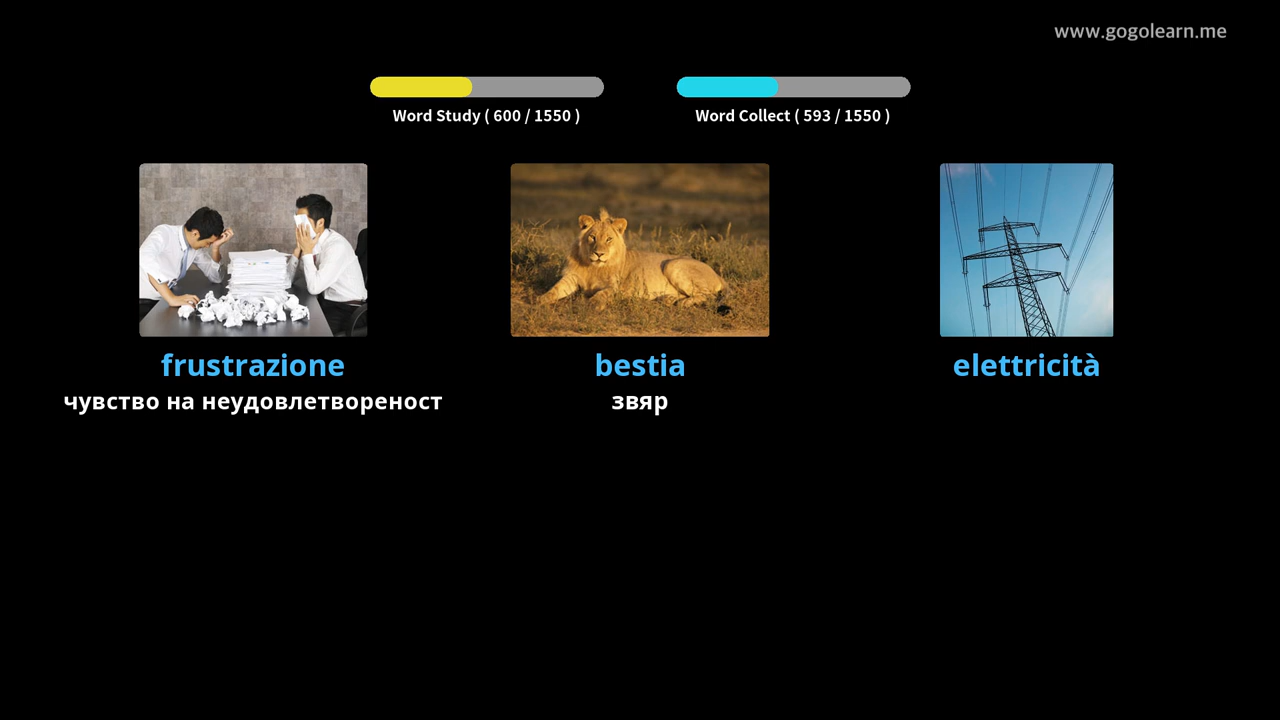 www.gogolearn.me
Word Study ( 600 / 1550 )
Word Collect ( 593 / 1550 )
frustrazione
чувство на неудовлетвореност
bestia
звяр
elettricità